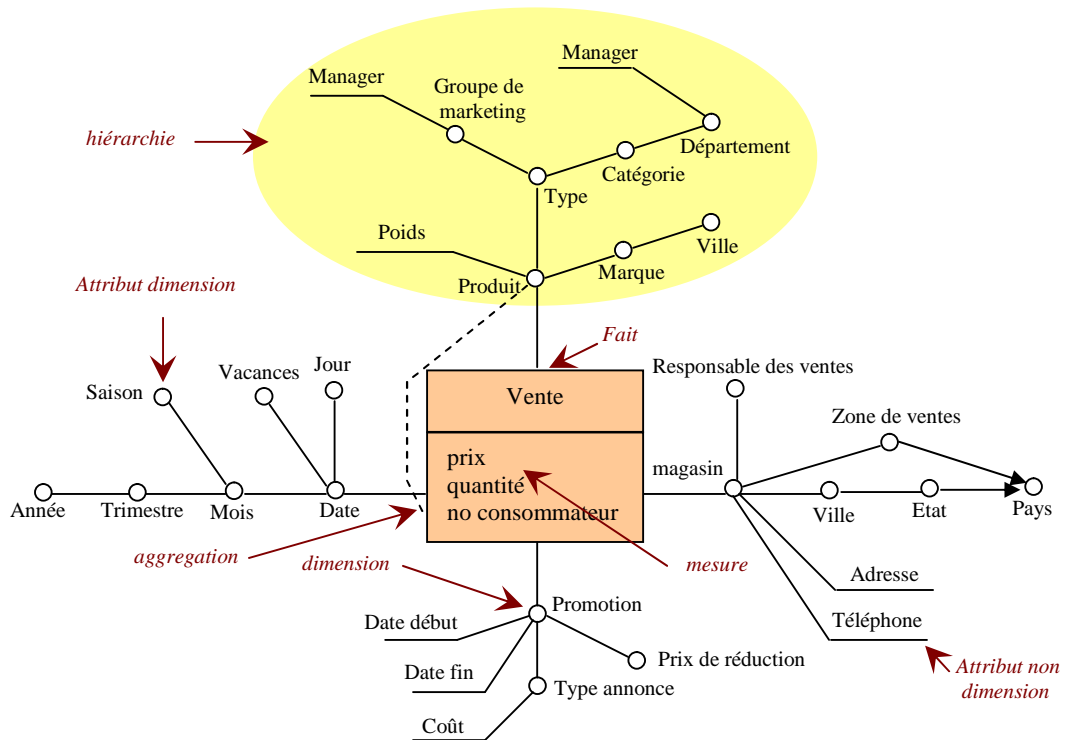 Manager
Manager
Groupe de
marketing
hiérarchie
Département
Catégorie
Type
Poids
Ville
Marque
Produit
Attribut dimension
Fait
Jour
Vacances
Saison
Responsable des ventes
Vente
Zone de ventes
prix
magasin
quantité
no consommateur
Année
Trimestre
Mois
Date
Ville
Etat
Pays
aggregation
dimension
mesure
Adresse
Promotion
Date début
Téléphone
Prix de réduction
Date fin
Attribut non
dimension
Type annonce
Coût